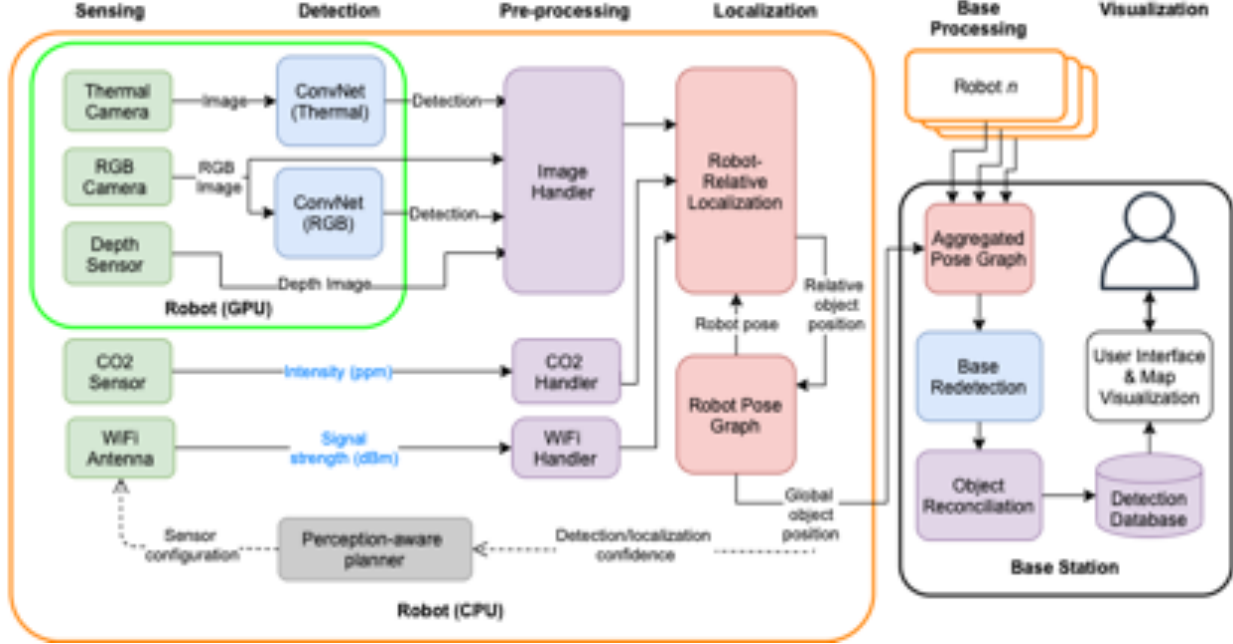 Sensing
Detection
Pre-processing
Localization
Base
Processing
Visualization
Thermal
Camera
Image
ConvNet
(Thermal)
Detection
RGB
Camera
RGB
Image
ConvNet
(RGB)
Detection
Depth
Sensor
Depth Image
Robot (GPU)
Image
Handler
Robot-
Relative
Localization
Robot n
Aggregated
Pose Graph
Relative
object
position
Robot pose
CO2
Sensor
Intensity (ppm)
CO2
Handler
Robot Pose
Graph
Base
Redetection
User Interface
& Map
Visualization
WiFi
Antenna
Signal
strength (dBm)
WiFi
Handler
Global
object
position
Object
Reconciliation
Detection
Database
Sensor
configuration
Perception-aware
planner
Detection/localization
confidence
Base Station
Robot (CPU)